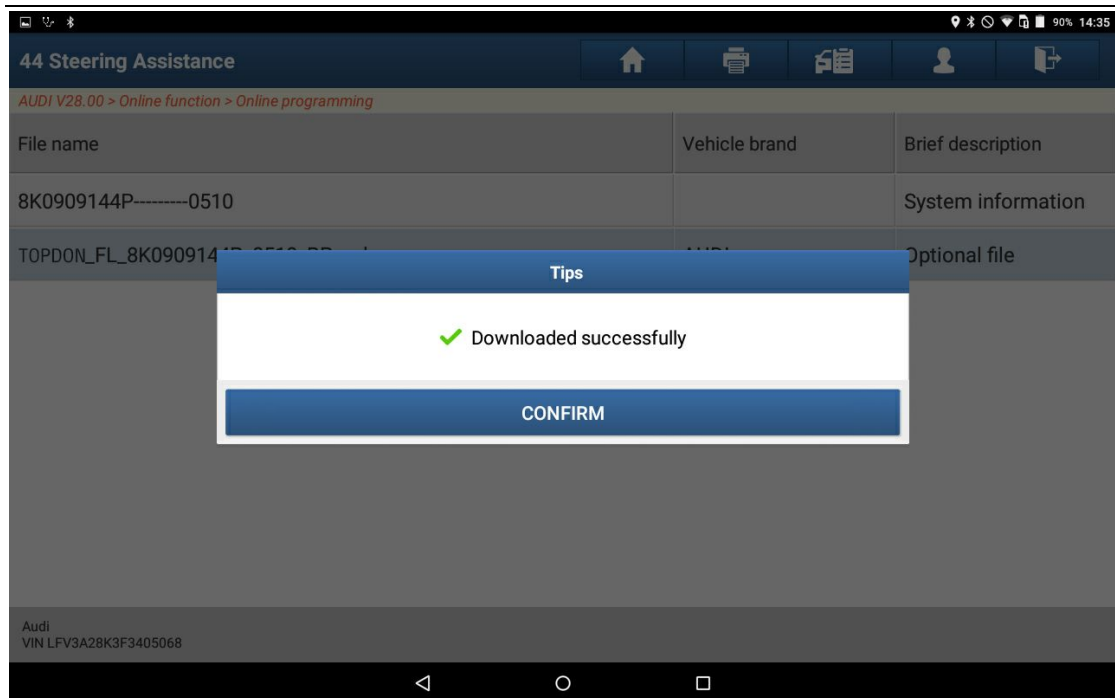 90% 14:35
44 Steering Assistance
AUDI V28.00 > Online function > Online programming
File name Vehicle brand Brief description
8K0909144P---------0510 System information
Optional file
Tips
Downloaded successfully
CONFIRM
Audi
VIN LFV3A28K3F3405068